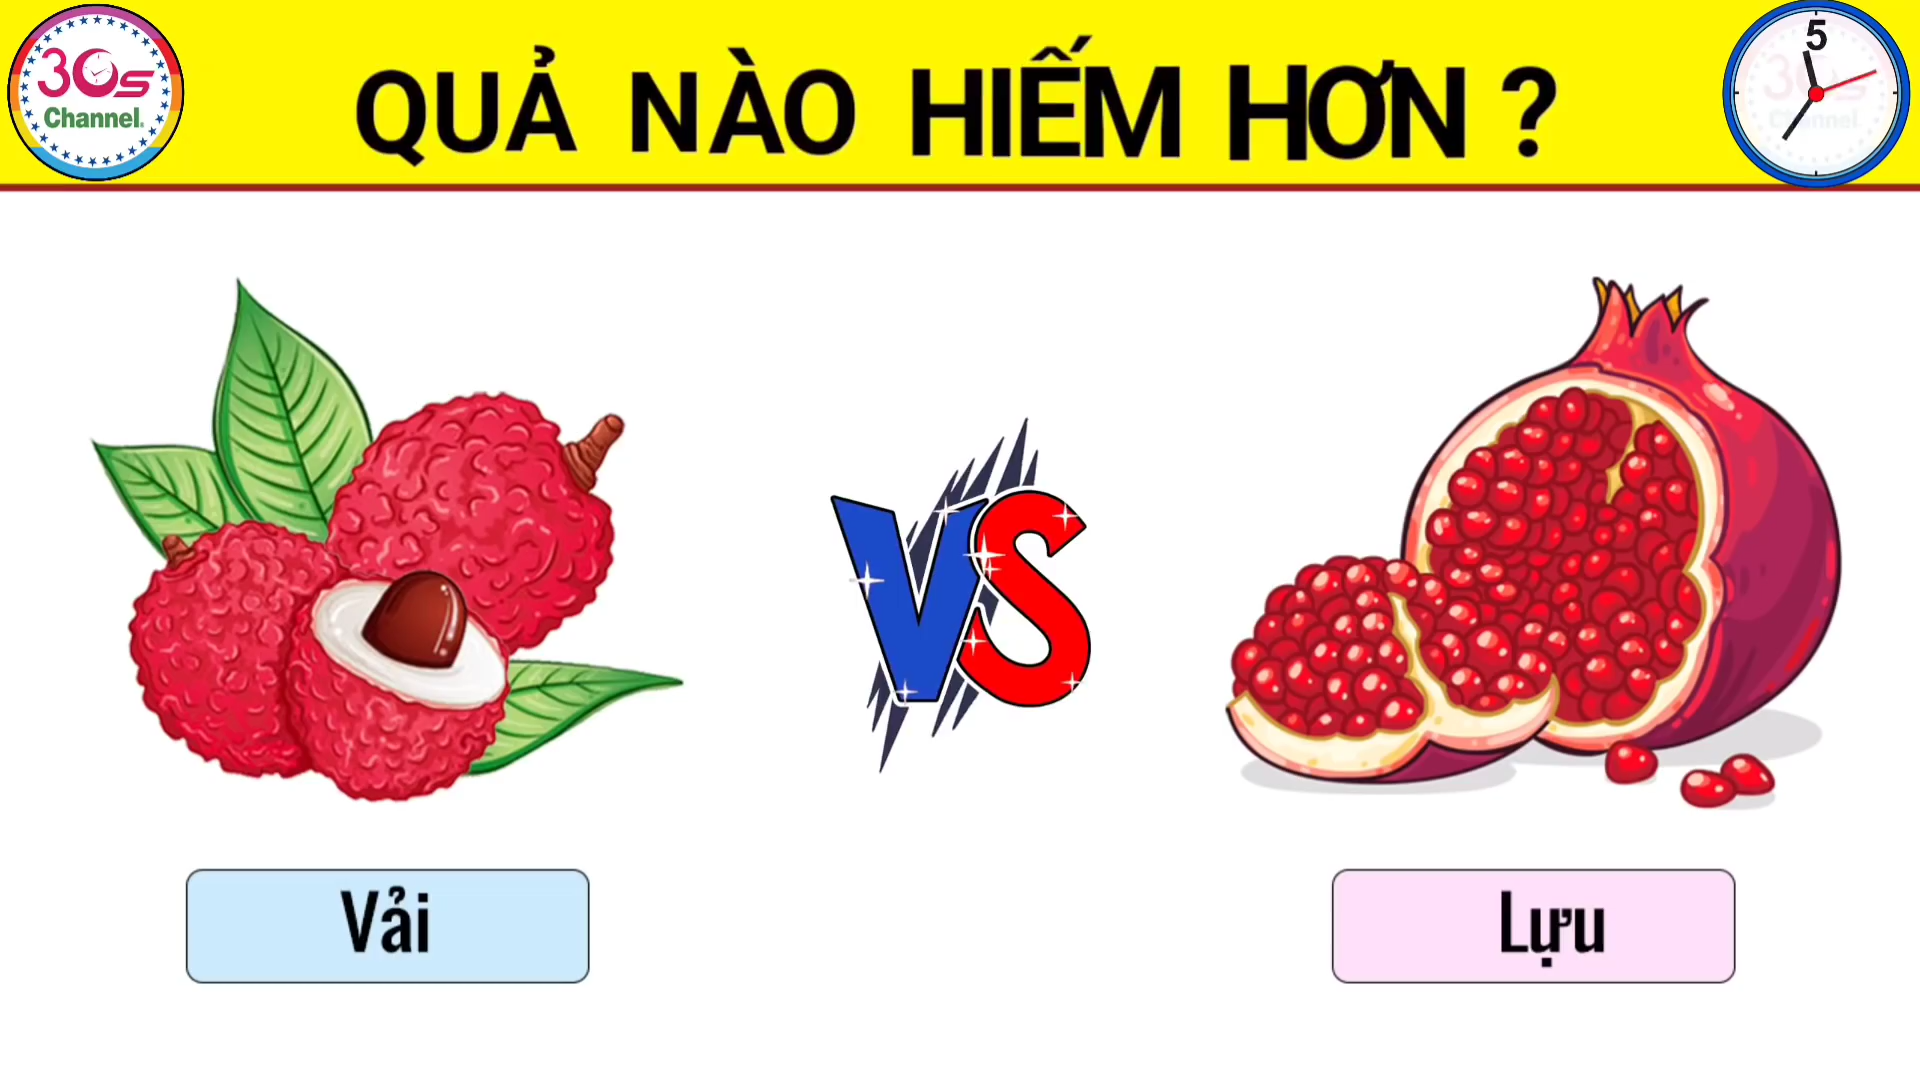 30s
Channel.
QUẢ NÀO HIẾM HƠN ?
5
VS
Vải
Lựu